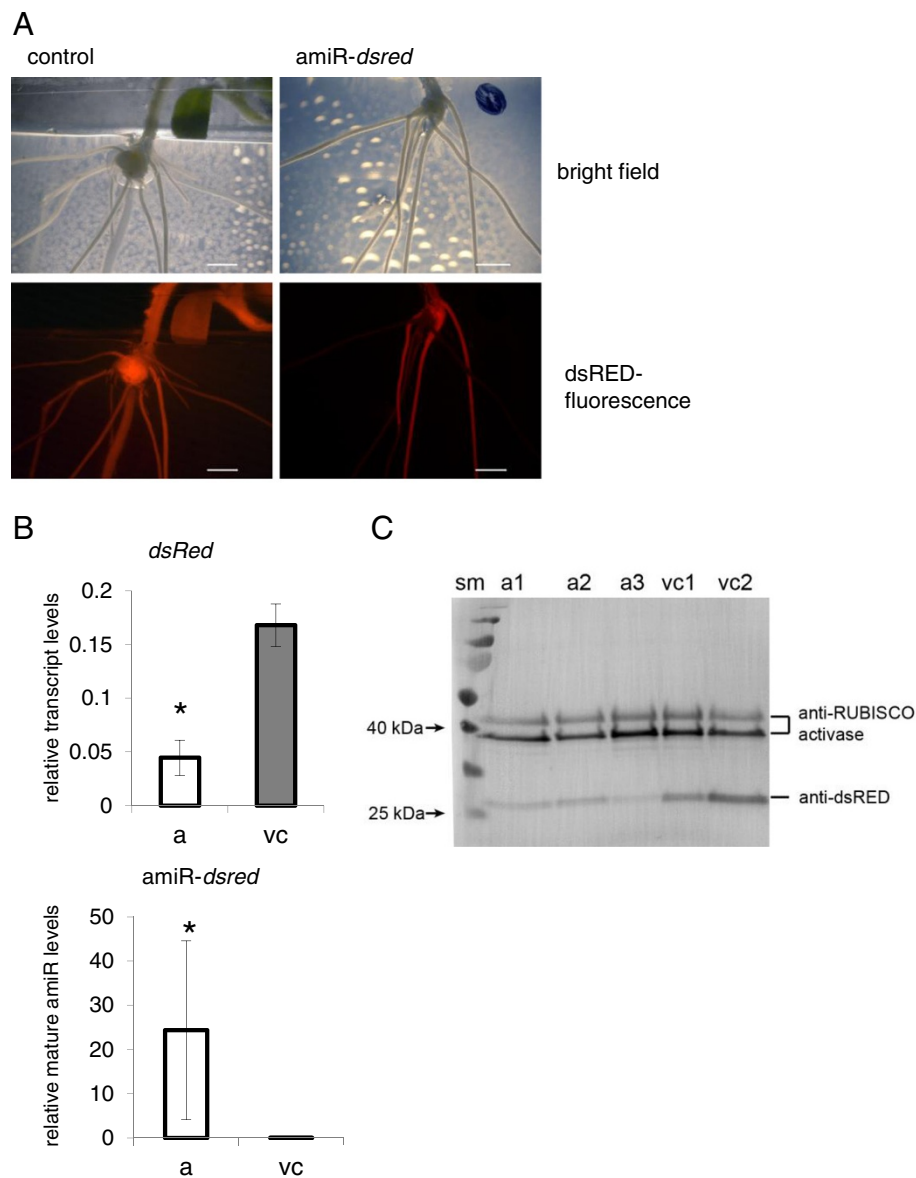 A
control
amiR-dsred
bright field
dsRED-
fluorescence
B
dsRed
relative transcript levels
0.2
0.15
0.1
0.05
0
*
a
vc
amiR-dsred
relative mature amiR levels
50
40
30
20
10
0
*
a
vc
C
sm a1 a2 a3 vc1 vc2
40 kDa
25 kDa
anti-RUBISCO
activase
anti-dsRED